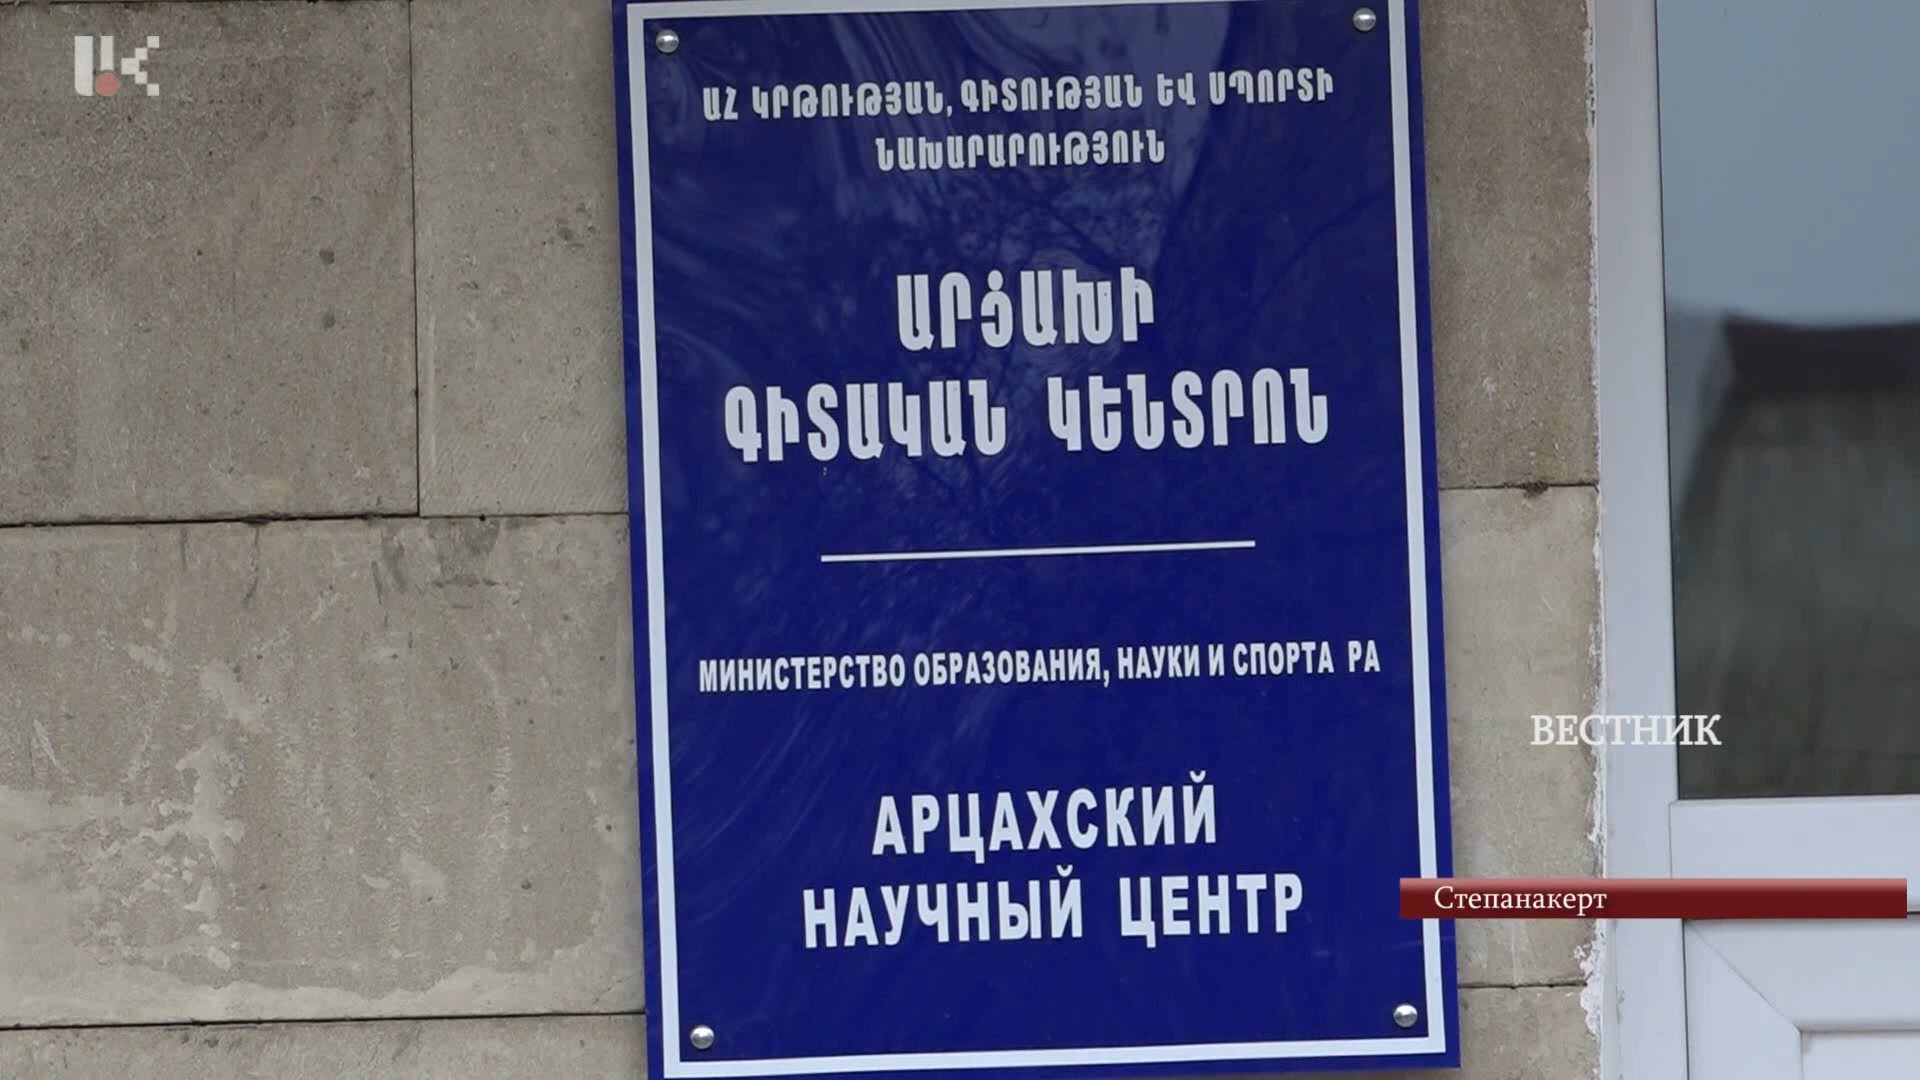 ԱՀ ԿՐԹՈՒԹՅԱՆ, ԳԻՏՈՒԹՅԱՆ ԵՎ ՍՊՈՐՏԻ
ՆԱԽԱՐԱՐՈՒԹՅՈՒՆ
ԱՐՑԱԽԻ
ԳԻՏԱԿԱՆ ԿԵՆՏՐՈՆ
МИНИСТЕРСТВО ОБРАЗОВАНИЯ, НАУКИ И СПОРТА РА
АРЦАХСКИЙ
НАУЧНЫЙ ЦЕНТР
ВЕСТНИК
Степанакерт